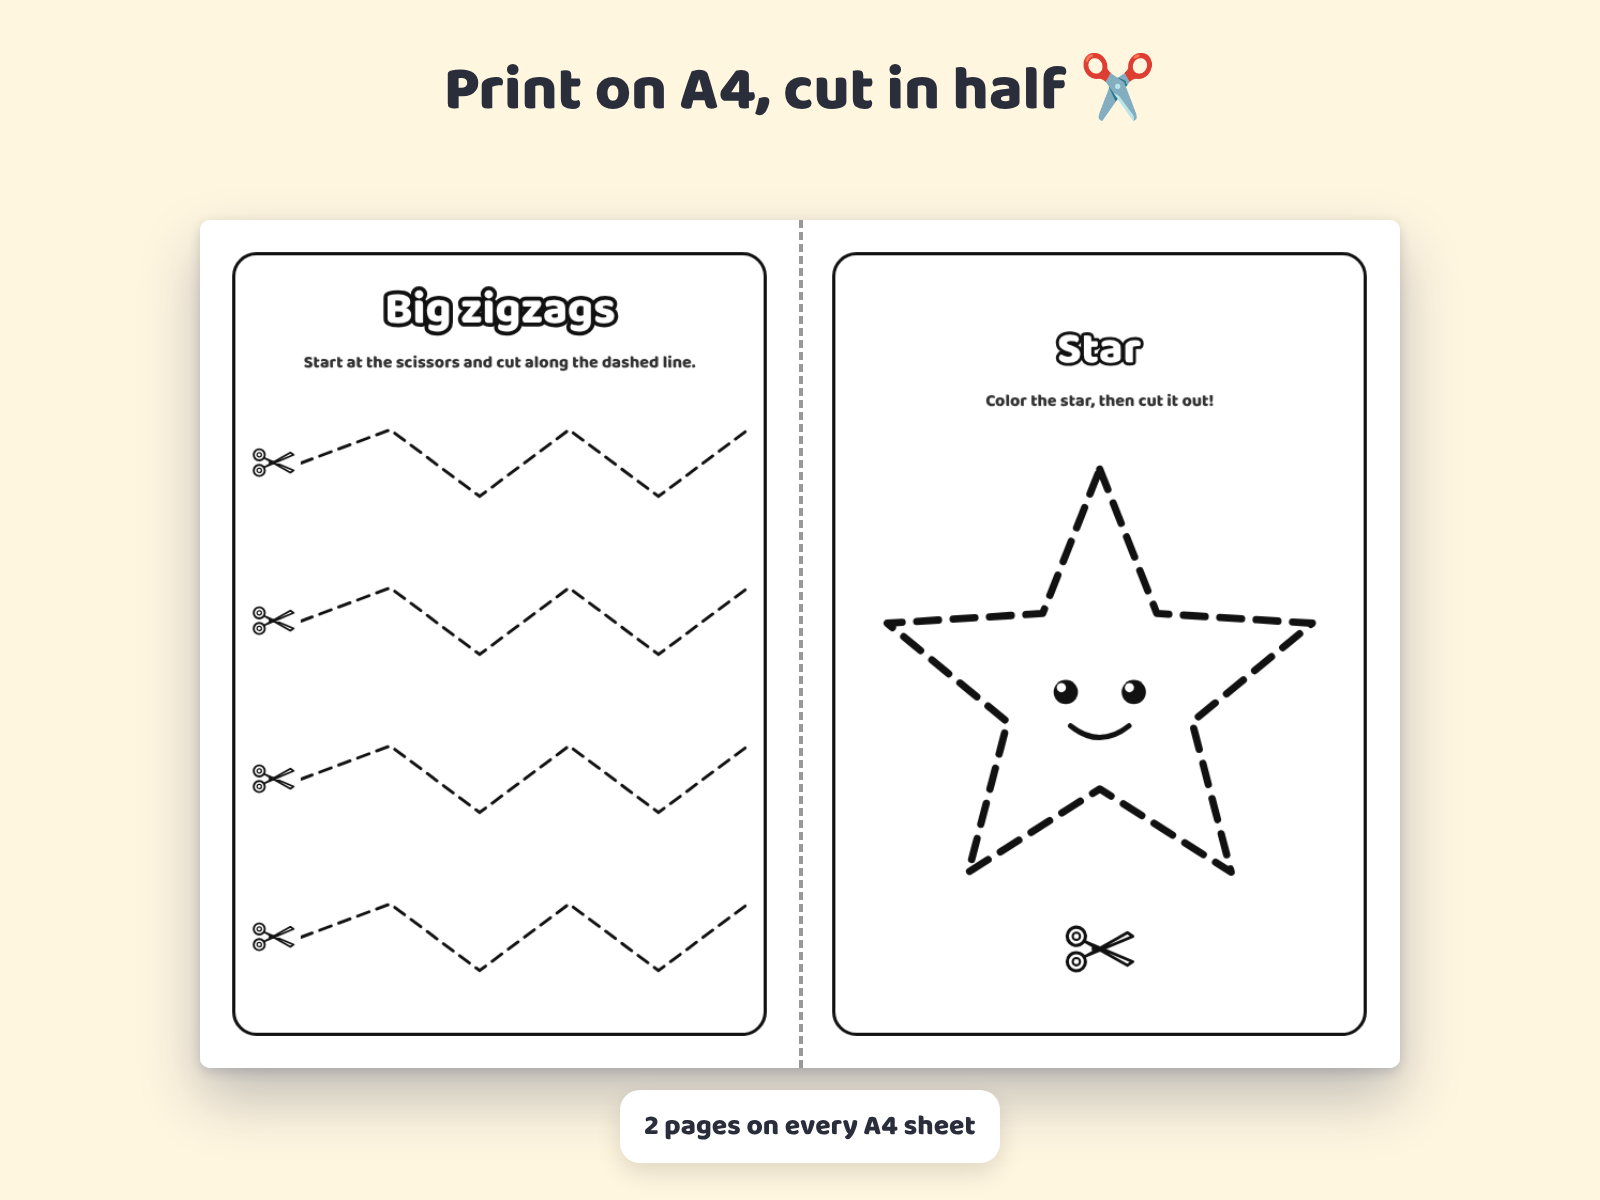 Print on A4, cut in half
Big zigzags
Start at the scissors and cut along the dashed line.
Star
Color the star, then cut it out!
2 pages on every A4 sheet